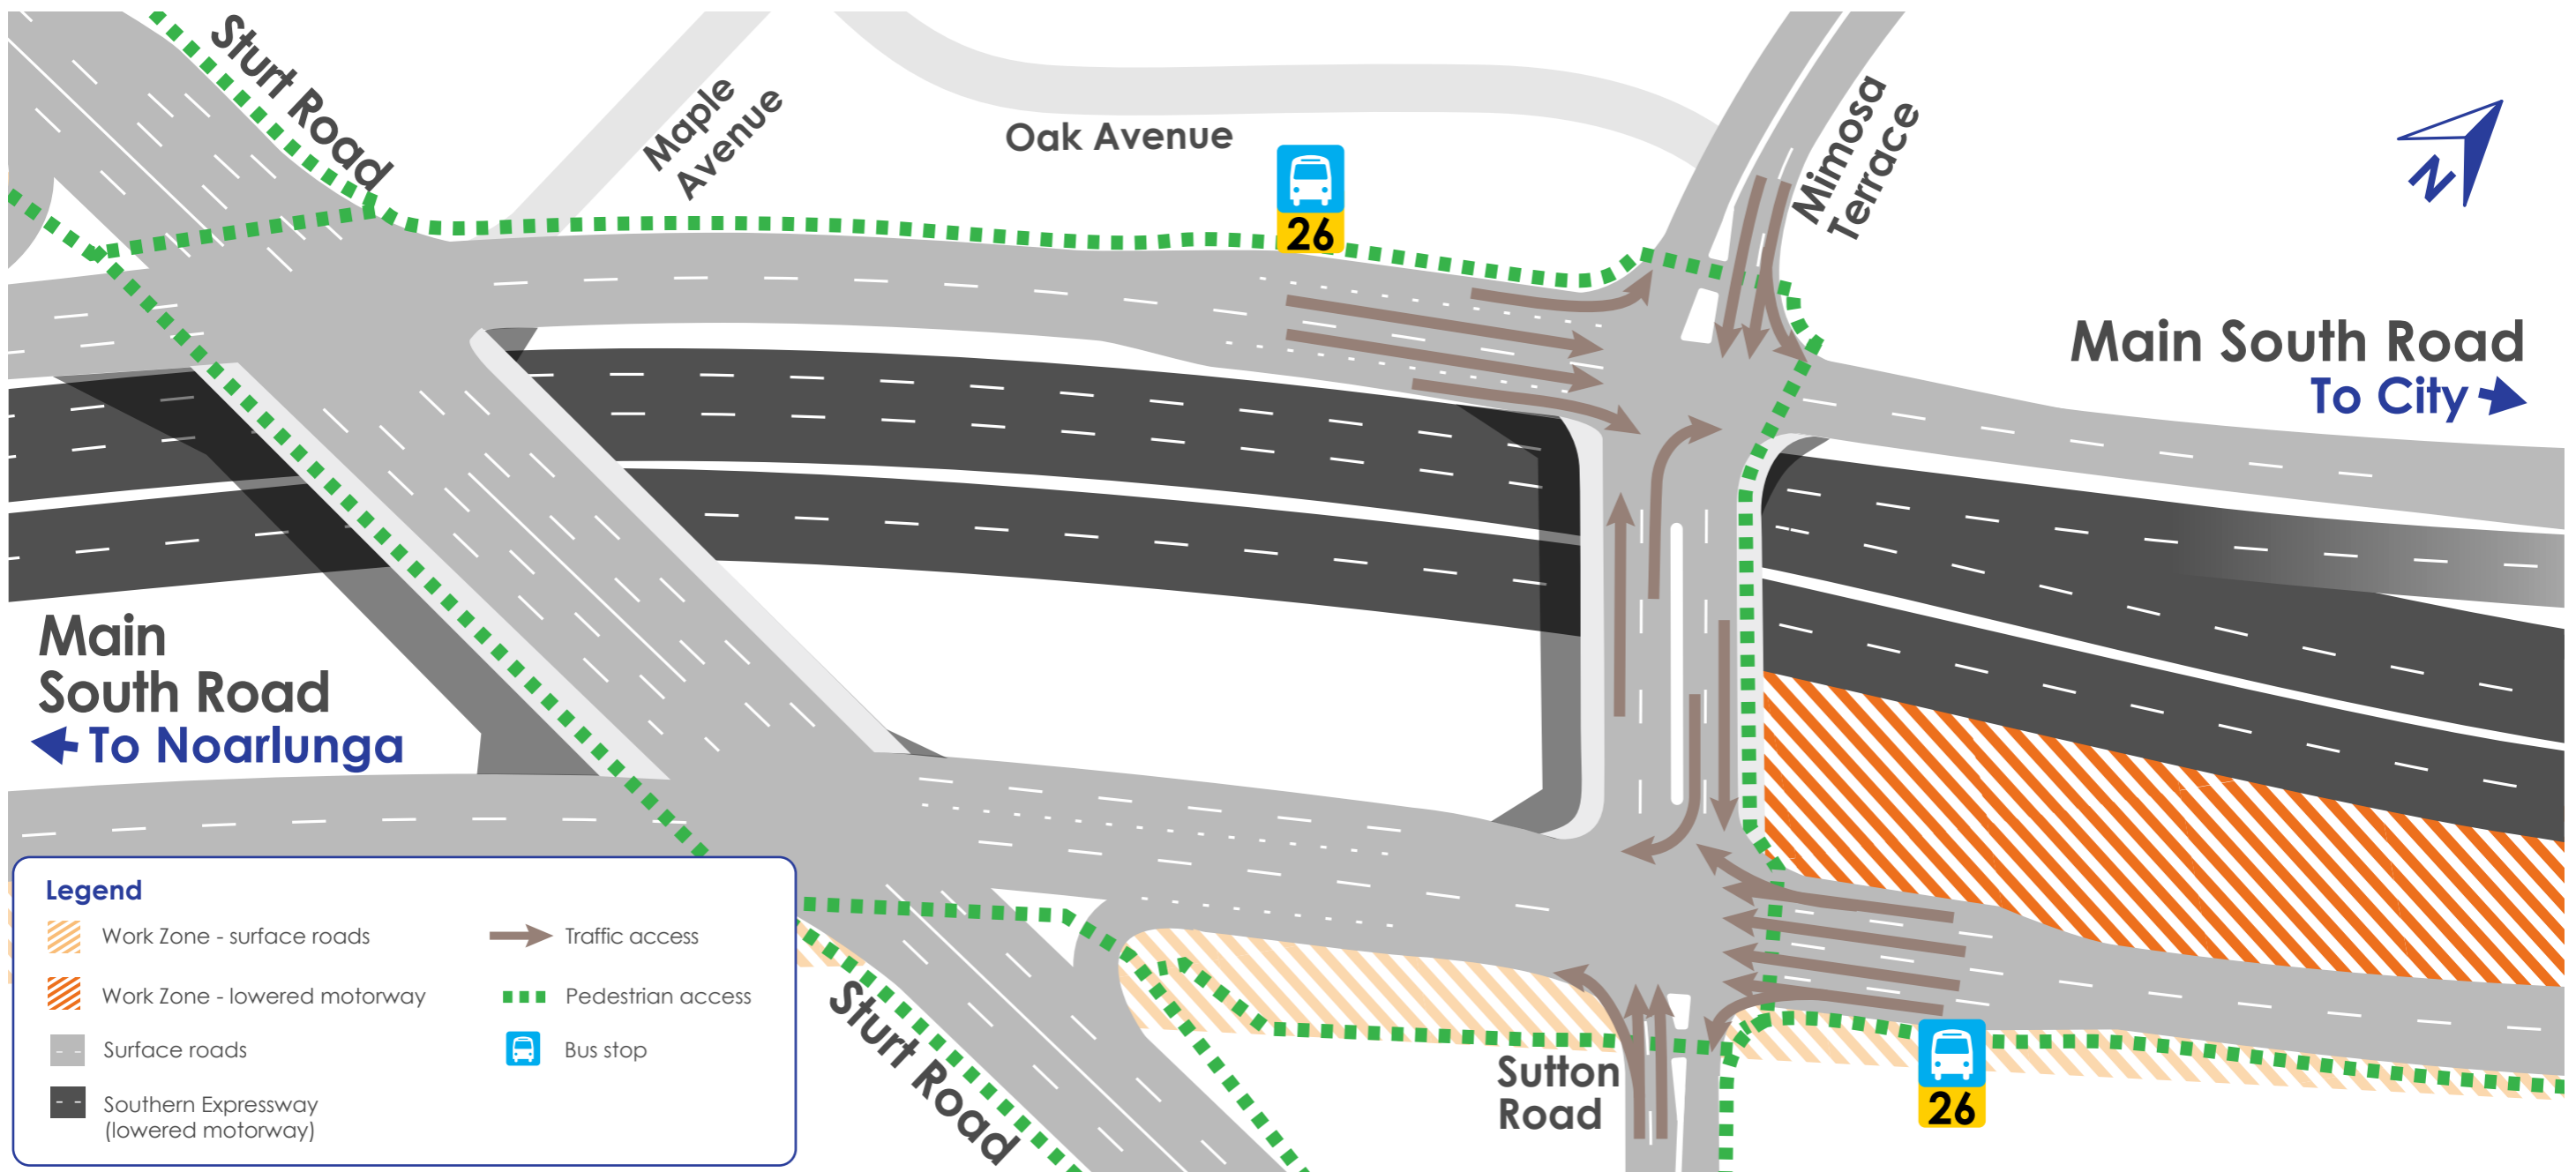 Sturt Road
Maple
Avenue
Oak Avenue
26
Mimosa
Terrace
N
Main South Road
To City
Main
South Road
To Noarlunga
Legend
Work Zone - surface roads
Work Zone - lowered motorway
Surface roads
Southern Expressway
(lowered motorway)
Traffic access
Pedestrian access
Bus stop
Sturt Road
Sutton
Road
26